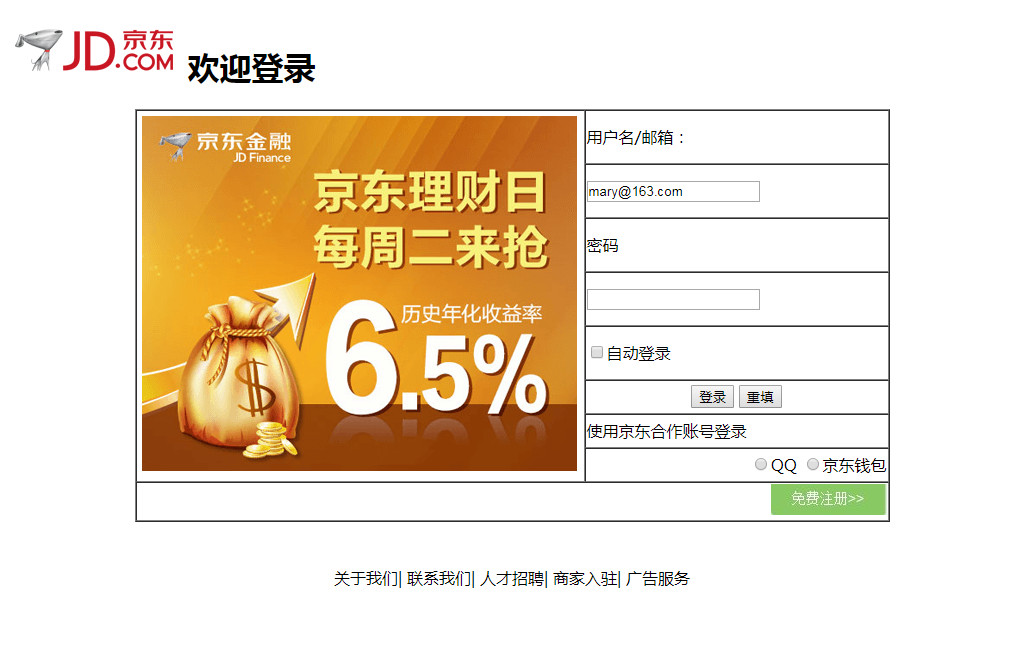 JD.COM 京东
欢迎登录
京东金融
JD Finance
京东理财日
每周二来抢
历史年化收益率
6.5%
用户名/邮箱：
mary@163.com
密码
自动登录
登录 重填
使用京东合作账号登录
QQ 京东钱包
免费注册>>
关于我们| 联系我们| 人才招聘| 商家入驻| 广告服务